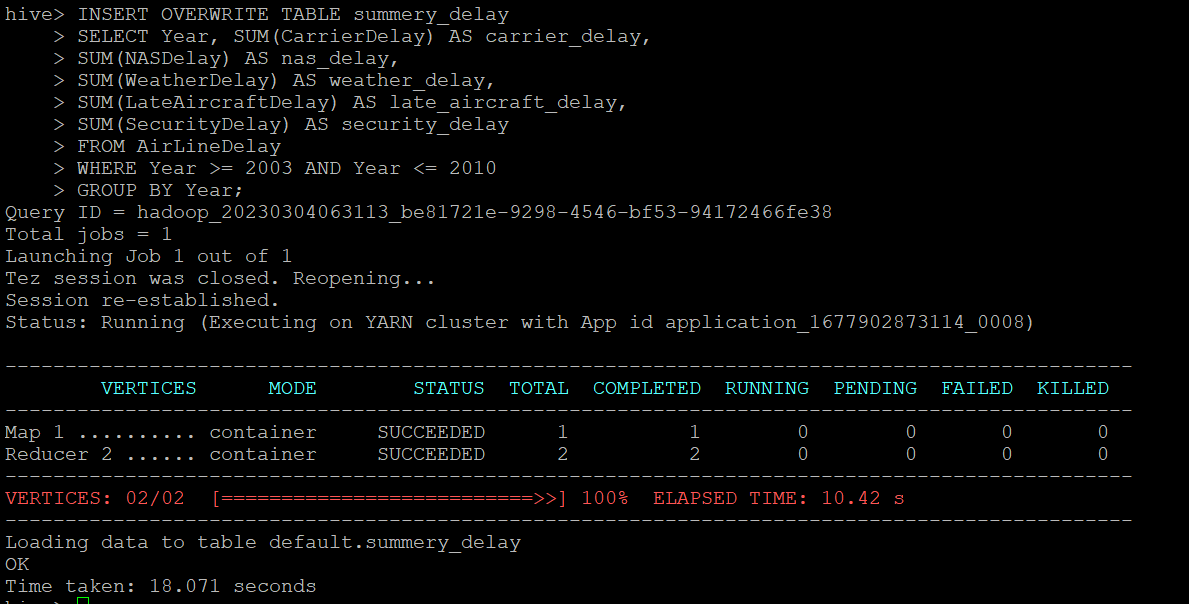 hive> INSERT OVERWRITE TABLE summery_delay
    > SELECT Year, SUM(CarrierDelay) AS carrier_delay,
    > SUM(NASDelay) AS nas_delay,
    > SUM(WeatherDelay) AS weather_delay,
    > SUM(LateAircraftDelay) AS late_aircraft_delay,
    > SUM(SecurityDelay) AS security_delay
    > FROM AirLineDelay
    > WHERE Year >= 2003 AND Year <= 2010
    > GROUP BY Year;
Query ID = hadoop_20230304063113_be81721e-9298-4546-bf53-94172466fe38
Total jobs = 1
Launching Job 1 out of 1
Tez session was closed. Reopening...
Session re-established.
Status: Running (Executing on YARN cluster with App id application_1677902873114_0008)
----------------------------------------------------------------------------------------------
        VERTICES      MODE        STATUS  TOTAL  COMPLETED  RUNNING  PENDING  FAILED  KILLED
----------------------------------------------------------------------------------------------
Map 1 .......... container     SUCCEEDED      1          1        0        0       0       0
Reducer 2 ...... container     SUCCEEDED      2          2        0        0       0       0
----------------------------------------------------------------------------------------------
VERTICES: 02/02  [==========================>>] 100%  ELAPSED TIME: 10.42 s
----------------------------------------------------------------------------------------------
Loading data to table default.summery_delay
OK
Time taken: 18.071 seconds
hive>